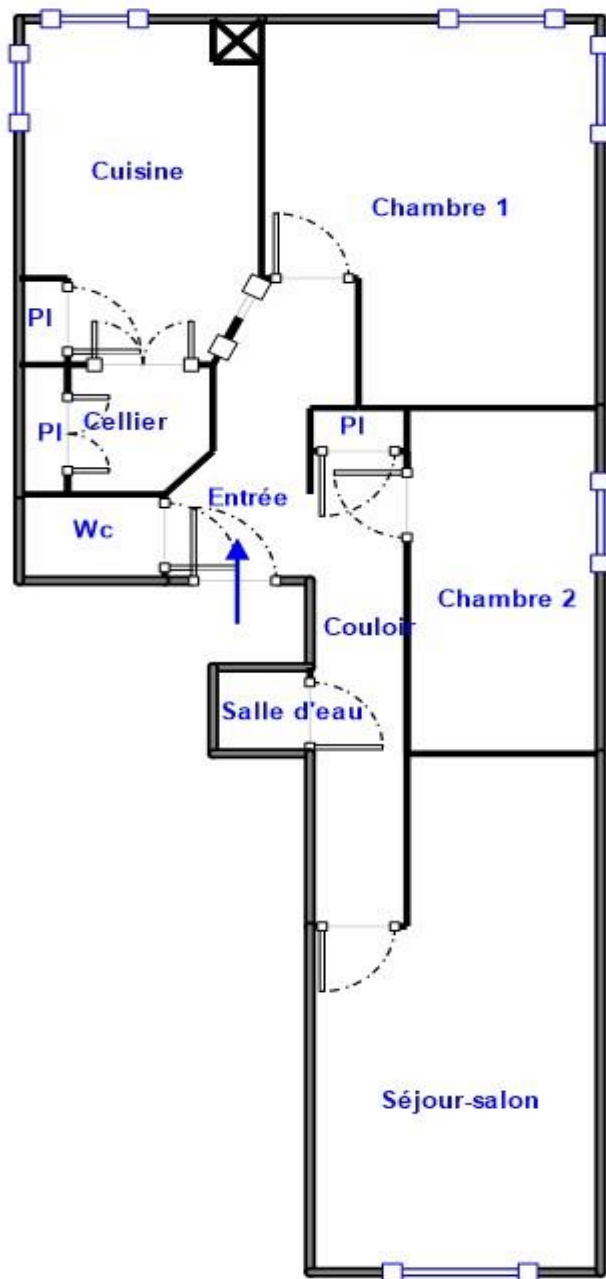 Cuisine
Chambre 1
Pl
Pl
Cellier
Pl
Entrée
Wc
Chambre 2
Couloir
Salle d'eau
Séjour-salon